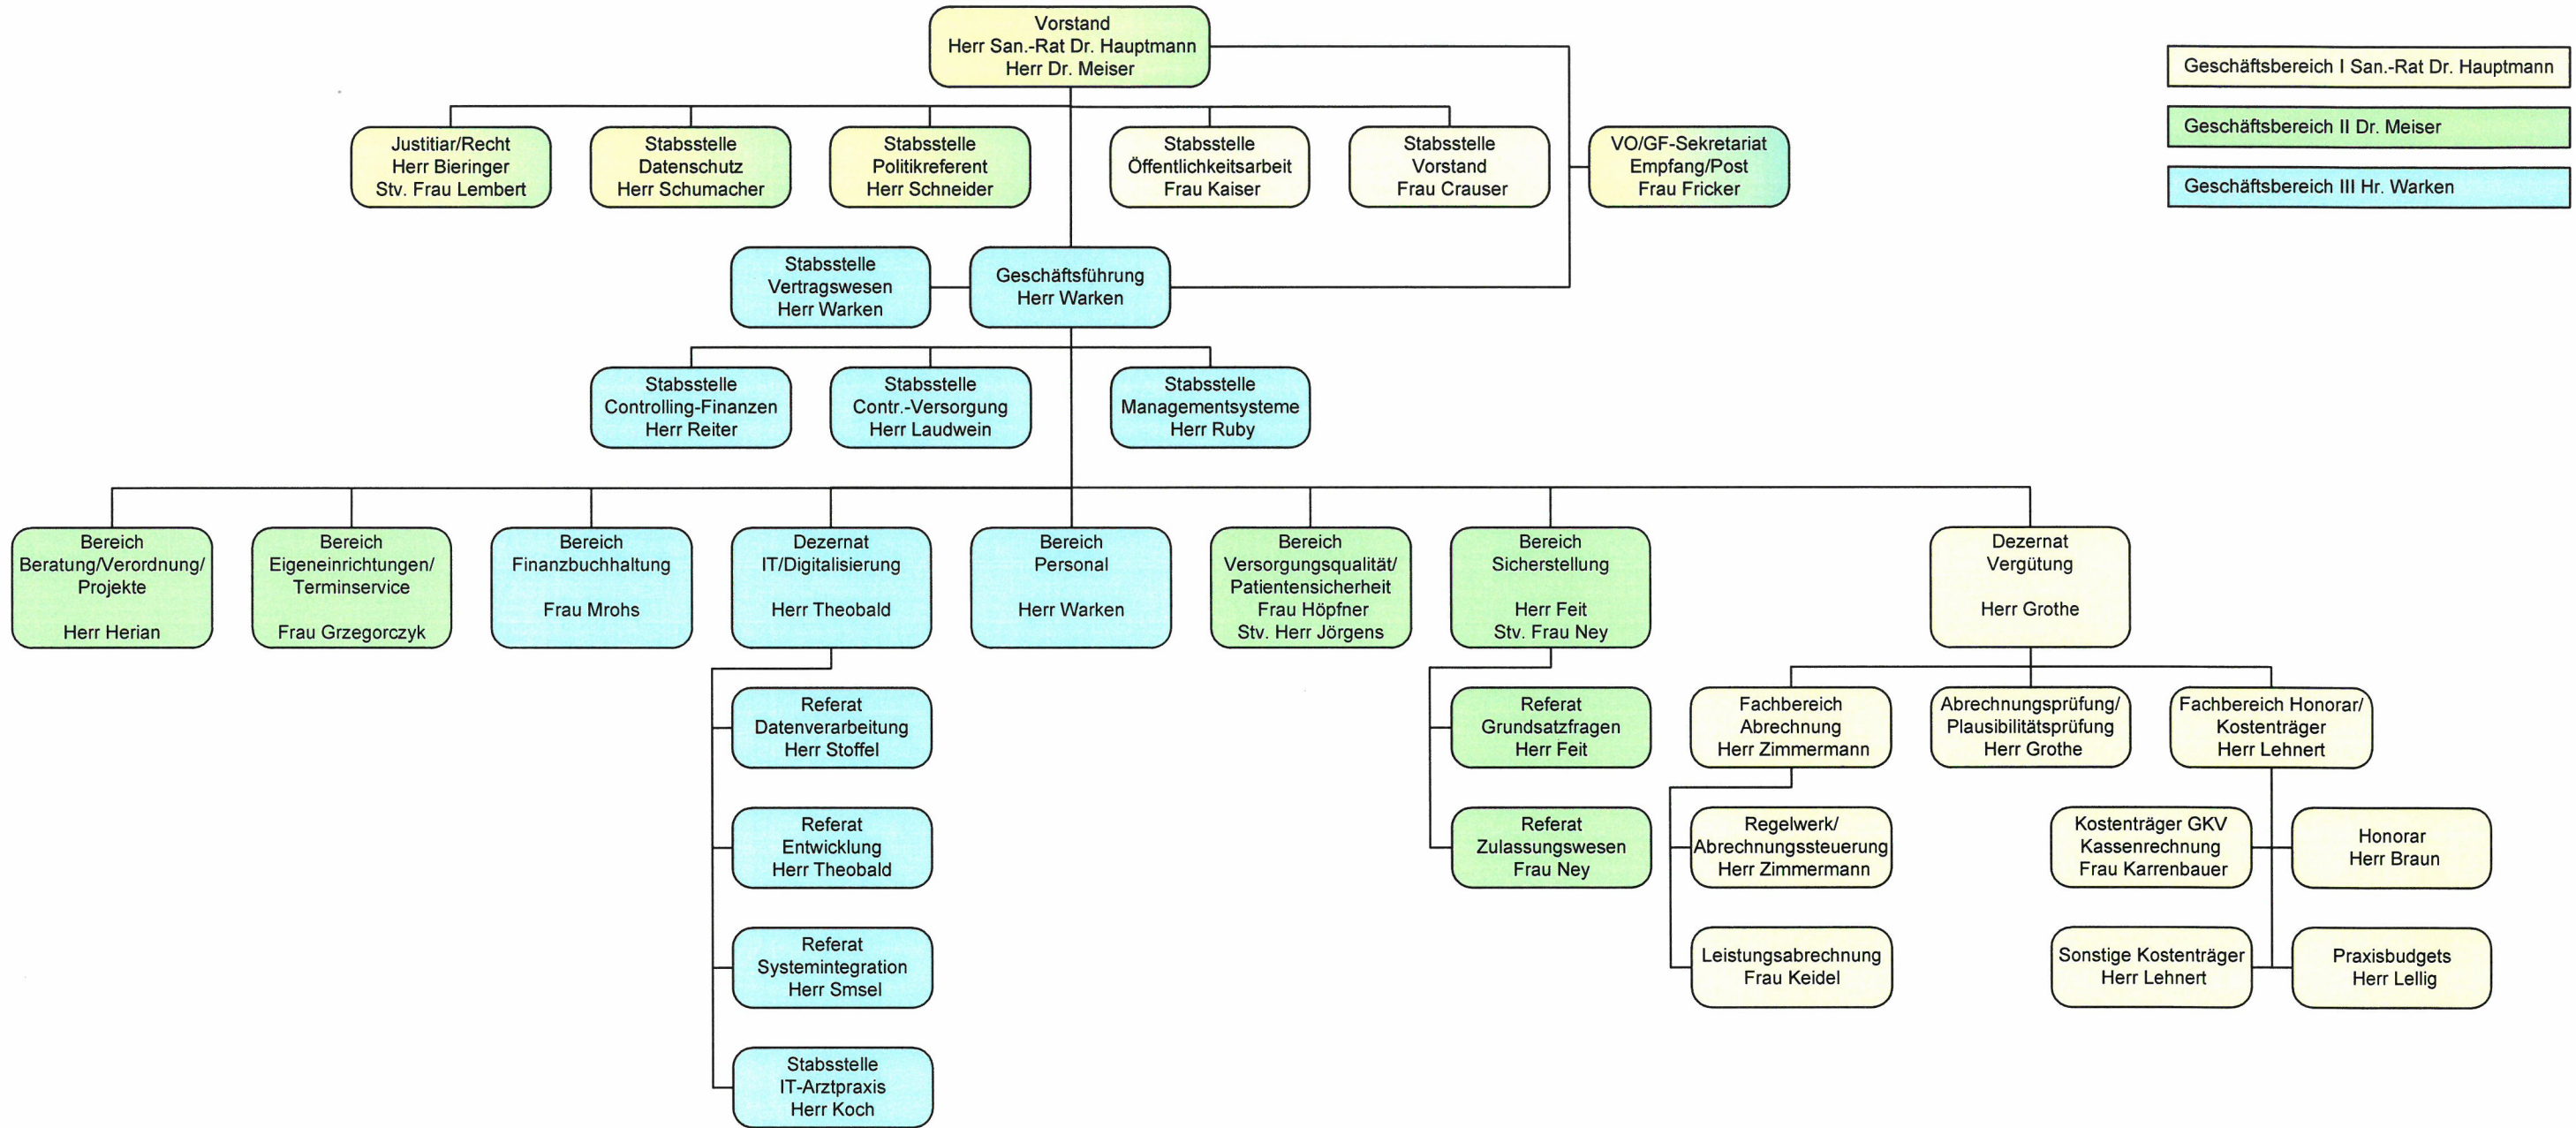 Vorstand
Herr San.-Rat Dr. Hauptmann
Herr Dr. Meiser
Geschäftsbereich I San.-Rat Dr. Hauptmann
Geschäftsbereich II Dr. Meiser
Geschäftsbereich III Hr. Warken
Justitiar/Recht
Herr Bieringer
Stv. Frau Lembert
Stabsstelle
Datenschutz
Herr Schumacher
Stabsstelle
Politikreferent
Herr Schneider
Stabsstelle
Öffentlichkeitsarbeit
Frau Kaiser
Stabsstelle
Vorstand
Frau Crauser
VO/GF-Sekretariat
Empfang/Post
Frau Fricker
Stabsstelle
Vertragswesen
Herr Warken
Geschäftsführung
Herr Warken
Stabsstelle
Controlling-Finanzen
Herr Reiter
Stabsstelle
Contr.-Versorgung
Herr Laudwein
Stabsstelle
Managementsysteme
Herr Ruby
Bereich
Beratung/Verordnung/
Projekte
Herr Herian
Bereich
Eigeneinrichtungen/
Terminservice
Frau Grzegorczyk
Bereich
Finanzbuchhaltung
Frau Mrohs
Dezernat
IT/Digitalisierung
Herr Theobald
Bereich
Personal
Herr Warken
Bereich
Versorgungsqualität/
Patientensicherheit
Frau Höpfner
Stv. Herr Jörgens
Bereich
Sicherstellung
Herr Feit
Stv. Frau Ney
Dezernat
Vergütung
Herr Grothe
Referat
Datenverarbeitung
Herr Stoffel
Referat
Entwicklung
Herr Theobald
Referat
Systemintegration
Herr Smsel
Stabsstelle
IT-Arztpraxis
Herr Koch
Referat
Grundsatzfragen
Herr Feit
Referat
Zulassungswesen
Frau Ney
Fachbereich
Abrechnung
Herr Zimmermann
Abrechnungsprüfung/
Plausibilitätsprüfung
Herr Grothe
Fachbereich Honorar/
Kostenträger
Herr Lehnert
Regelwerk/
Abrechnungssteuerung
Herr Zimmermann
Leistungsabrechnung
Frau Keidel
Kostenträger GKV
Kassenrechnung
Frau Karrenbauer
Honorar
Herr Braun
Sonstige Kostenträger
Herr Lehnert
Praxisbudgets
Herr Lellig